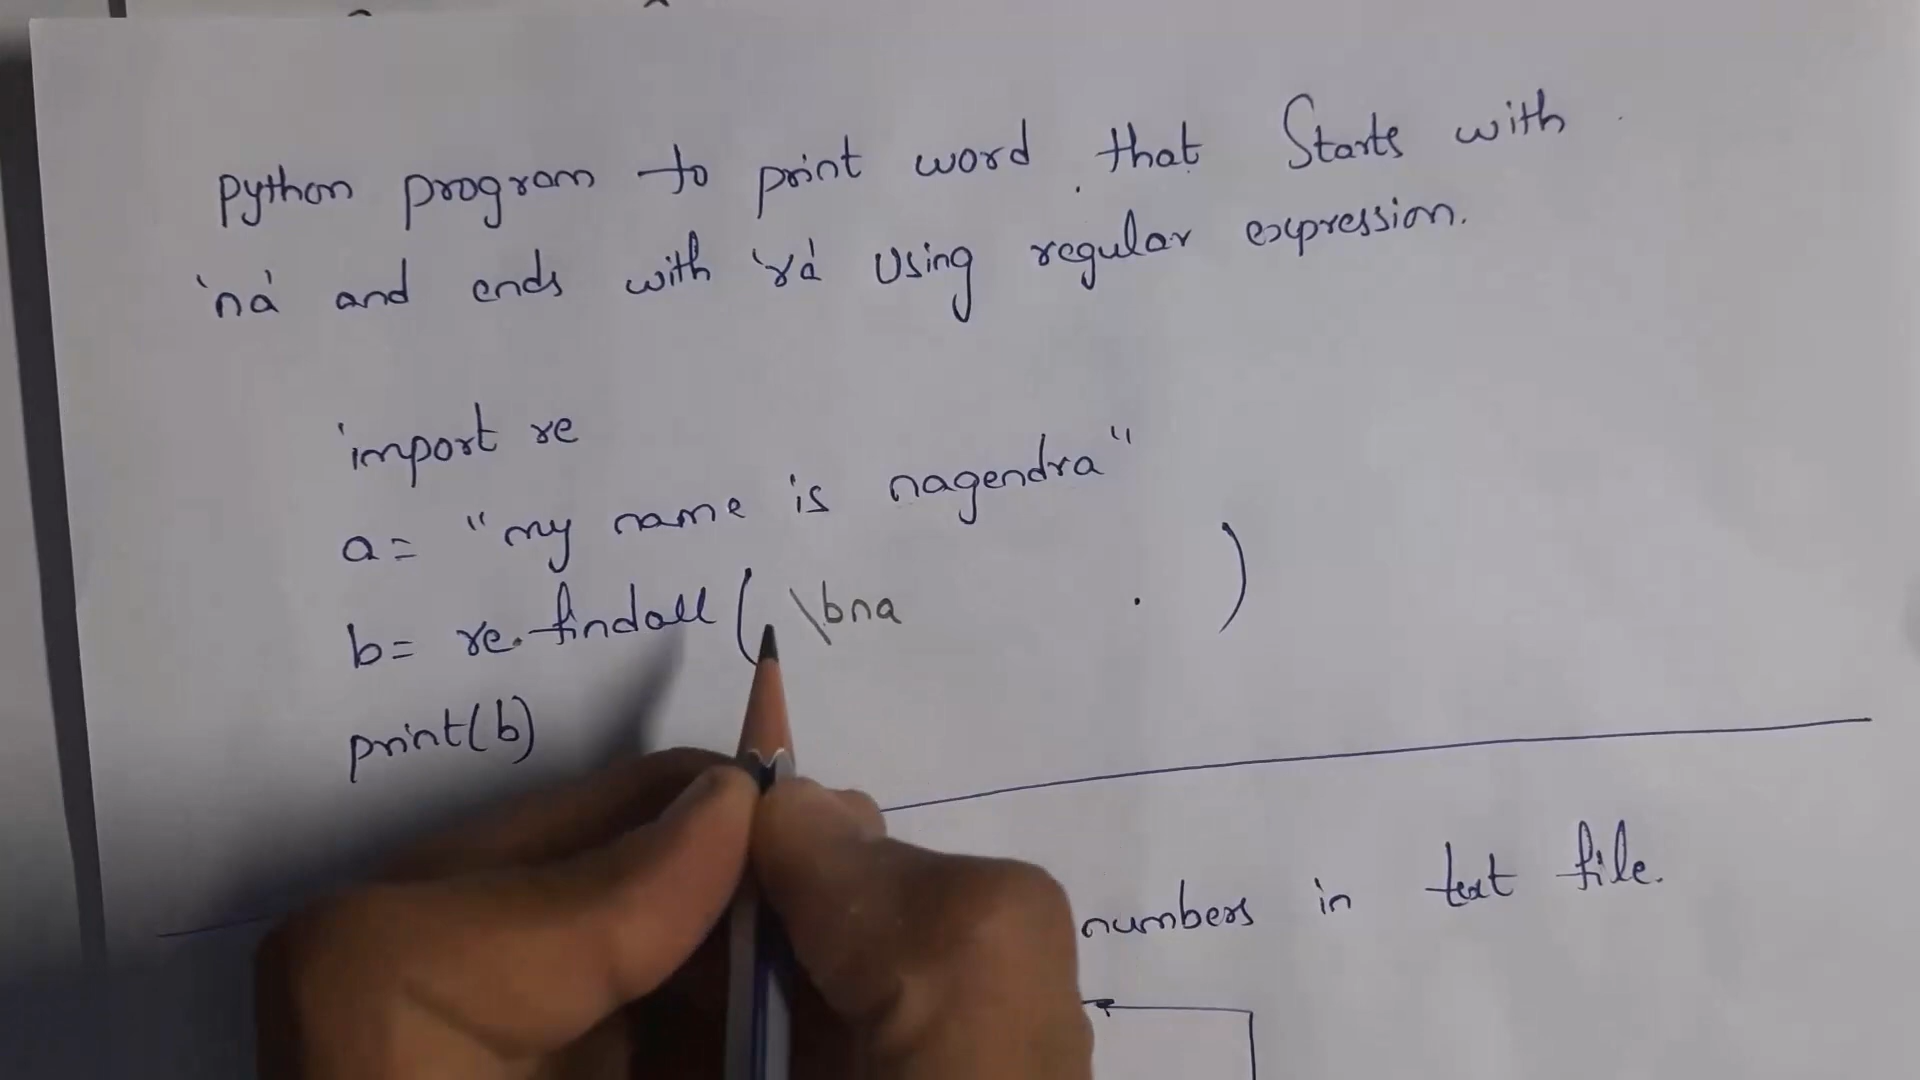 python program to print word that Starts with
'na' and ends with 'ra' Using regular expression.
import re
a= "my name is nagendra"
b= re.findall( \bna . )
print(b)
numbers in text file.